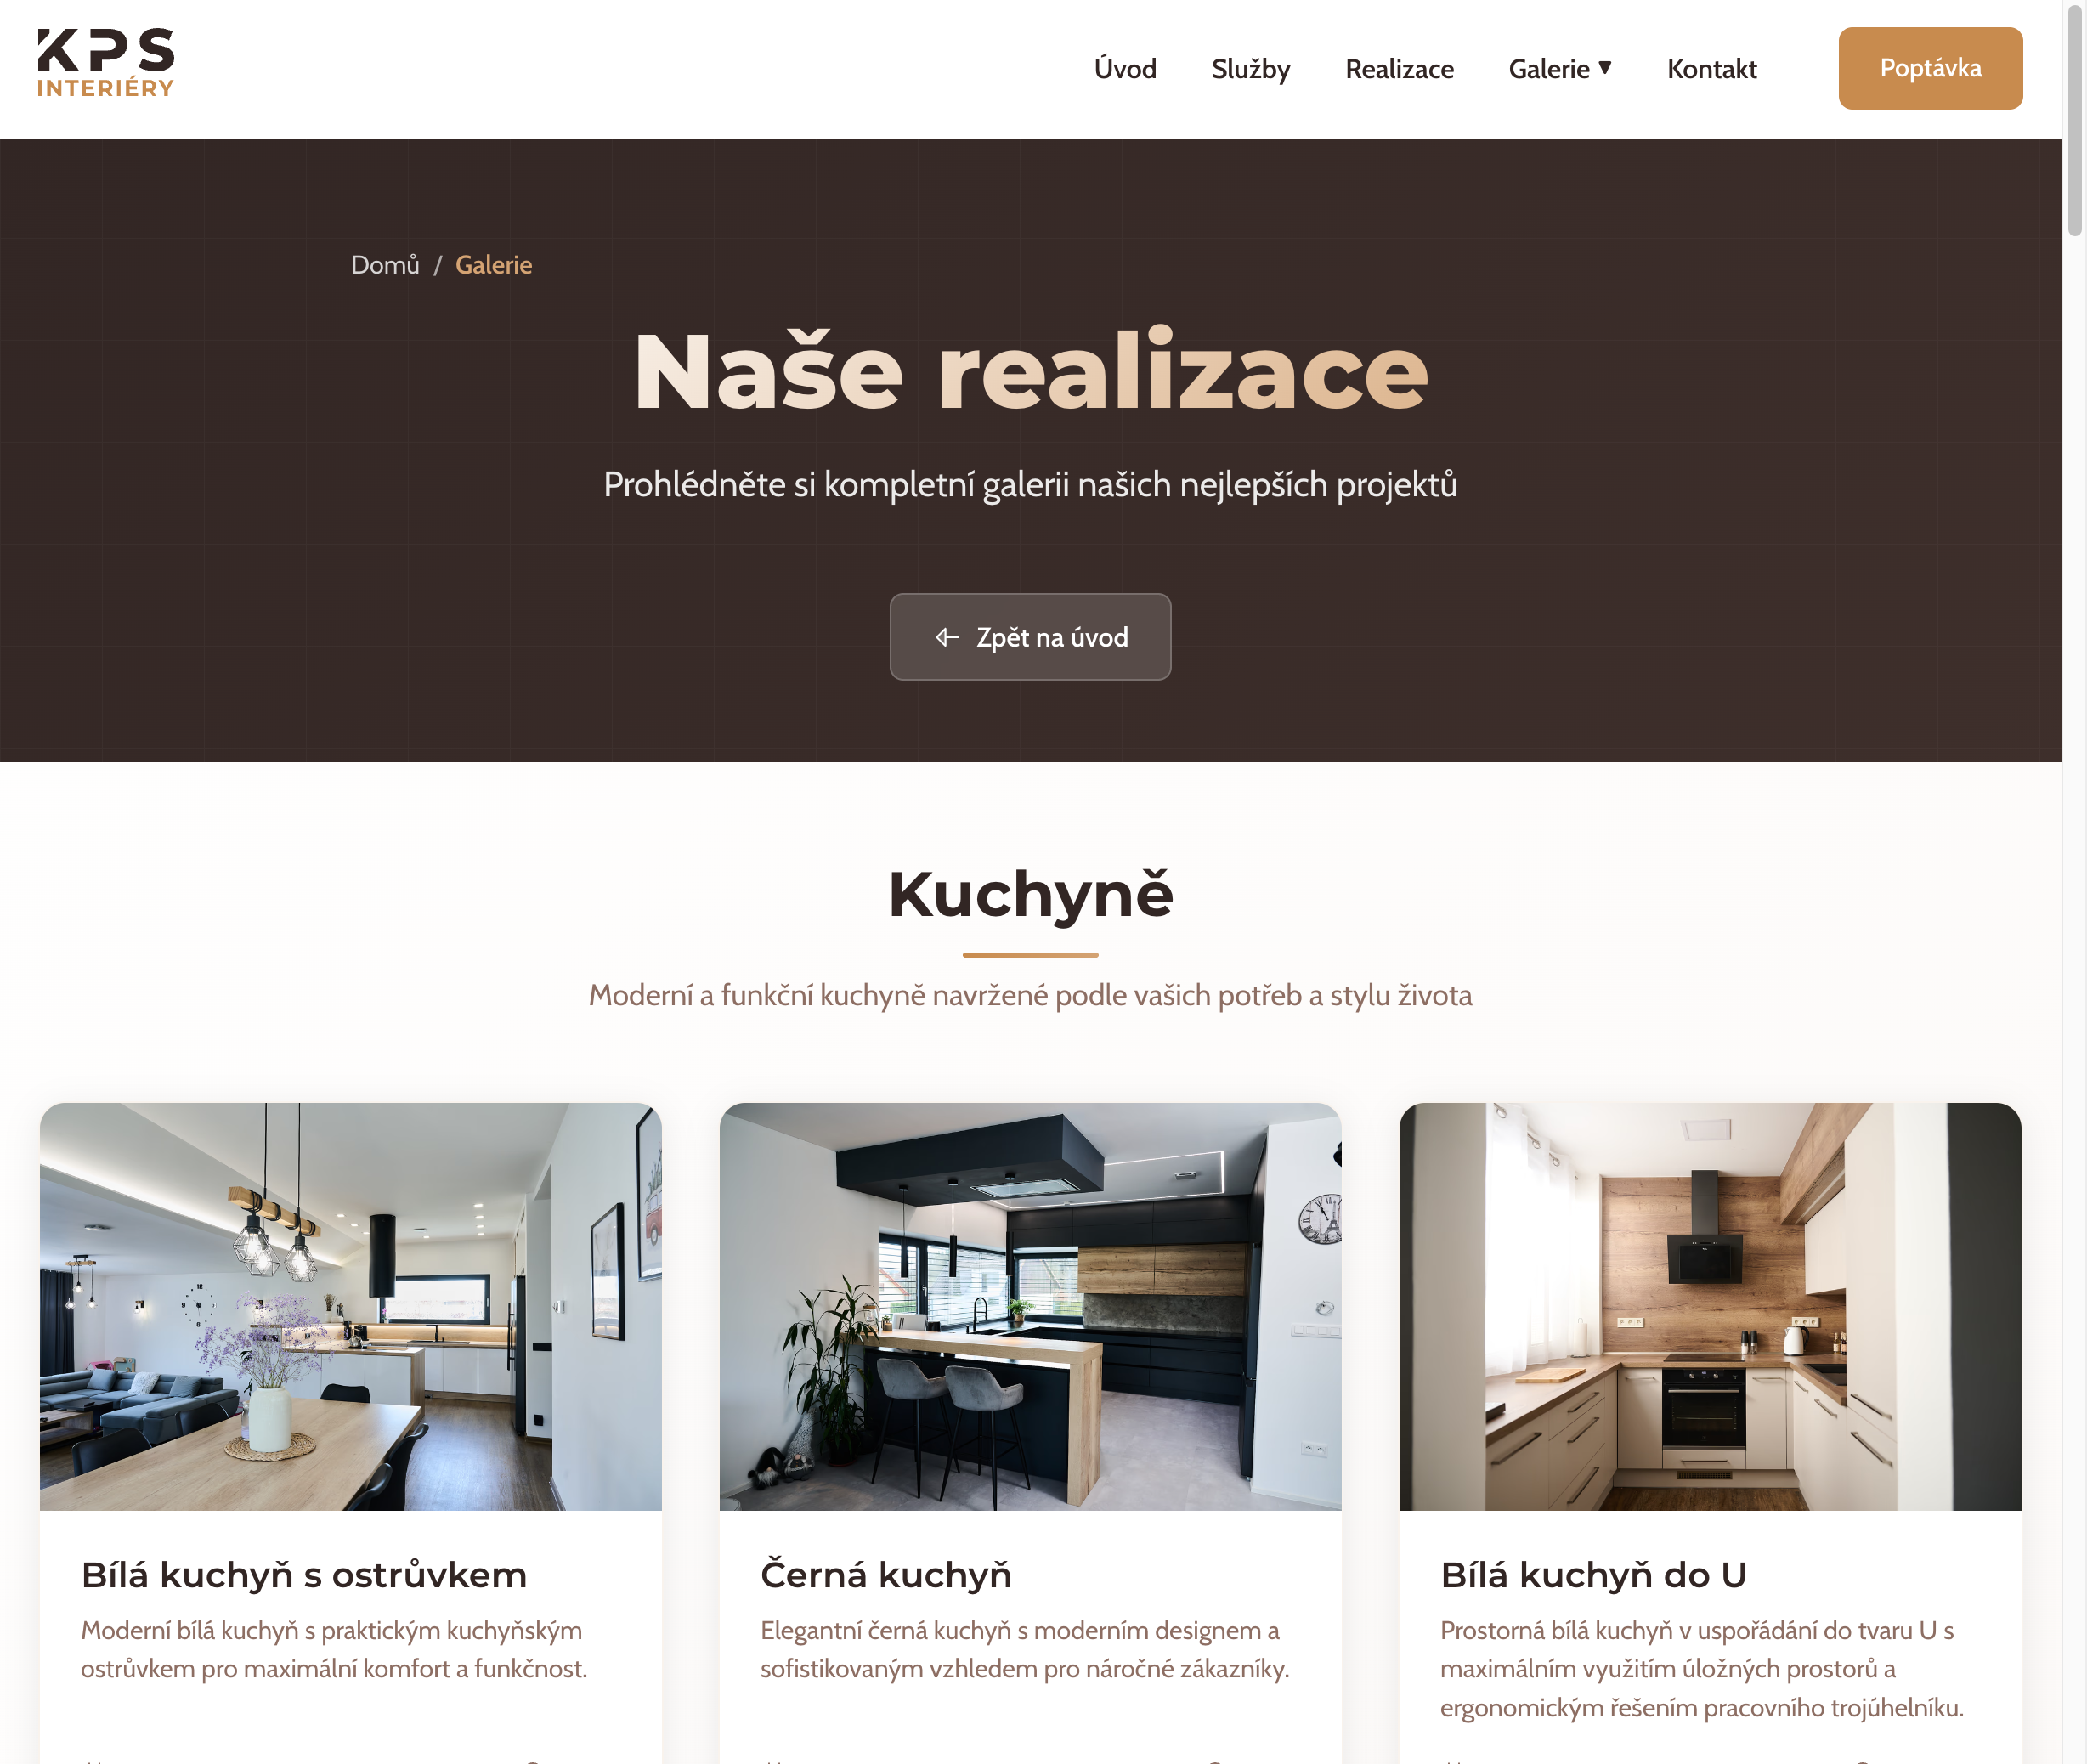 KPS
INTERIÉRY
Úvod
Služby
Realizace
Galerie ▼
Kontakt
Poptávka
Domů / Galerie
Naše realizace
Prohlédněte si kompletní galerii našich nejlepších projektů
Zpět na úvod
Kuchyně
Moderní a funkční kuchyně navržené podle vašich potřeb a stylu života
Bílá kuchyň s ostrůvkem
Moderní bílá kuchyň s praktickým kuchyňským
ostrůvkem pro maximální komfort a funkčnost.
Černá kuchyň
Elegantní černá kuchyň s moderním designem a
sofistikovaným vzhledem pro náročné zákazníky.
Bílá kuchyň do U
Prostorná bílá kuchyň v uspořádání do tvaru U s
maximálním využitím úložných prostorů a
ergonomickým řešením pracovního trojúhelníku.